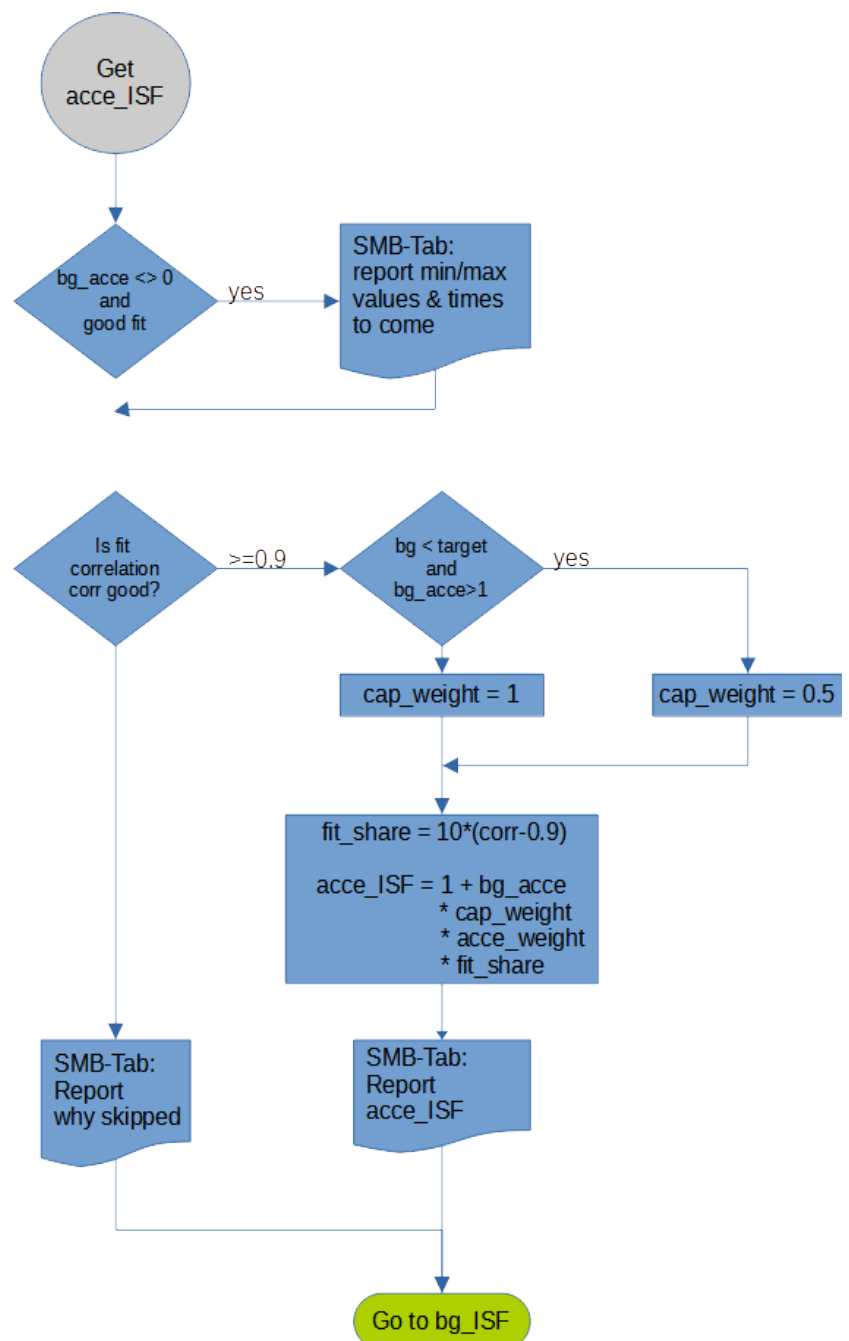 Get
acce_ISF
bg_acce <> 0
and
good fit
yes
SMB-Tab:
report min/max
values & times
to come
Is fit
correlation
corr good?
>=0.9
bg < target
and
bg_acce>1
yes
cap_weight = 1
cap_weight = 0.5
fit_share = 10*(corr-0.9)
acce_ISF = 1 + bg_acce
* cap_weight
* acce_weight
* fit_share
SMB-Tab:
Report
why skipped
SMB-Tab:
Report
acce_ISF
Go to bg_ISF